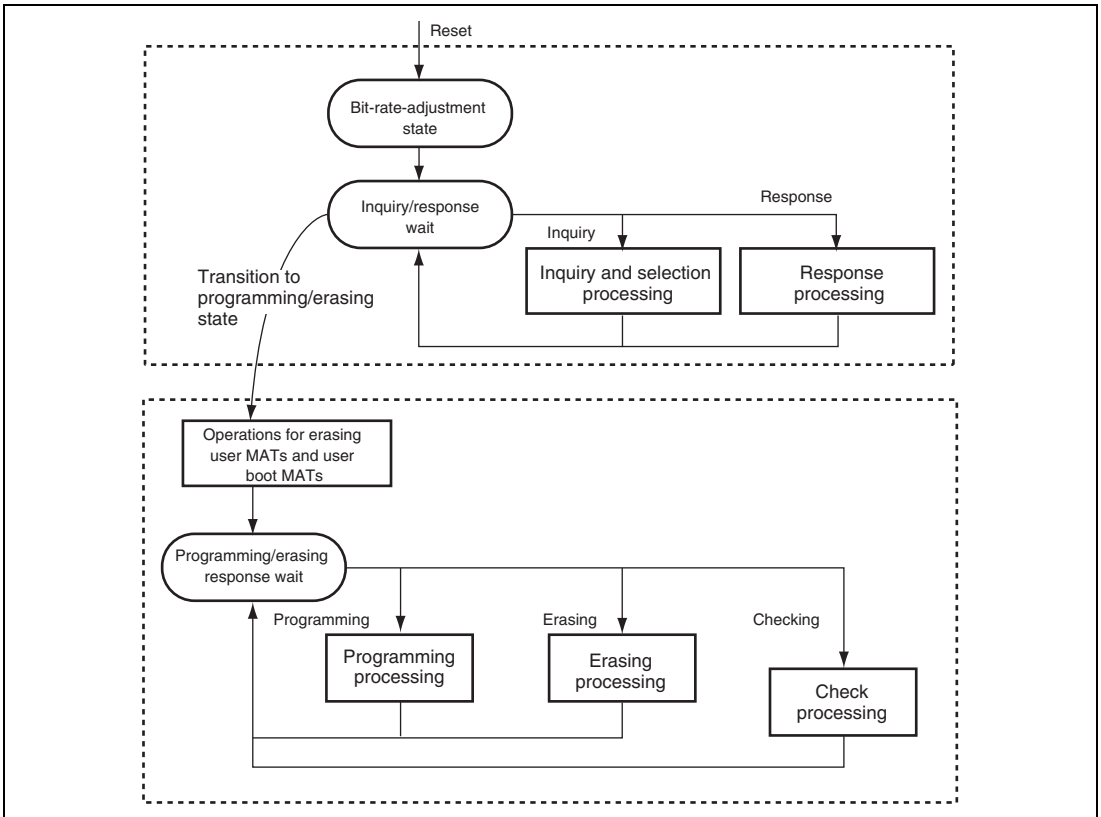 Reset
Bit-rate-adjustment
state
Inquiry/response
wait
Response
Inquiry
Inquiry and selection
processing
Response
processing
Transition to
programming/erasing
state
Operations for erasing
user MATs and user
boot MATs
Programming/erasing
response wait
Programming
Erasing
Checking
Programming
processing
Erasing
processing
Check
processing